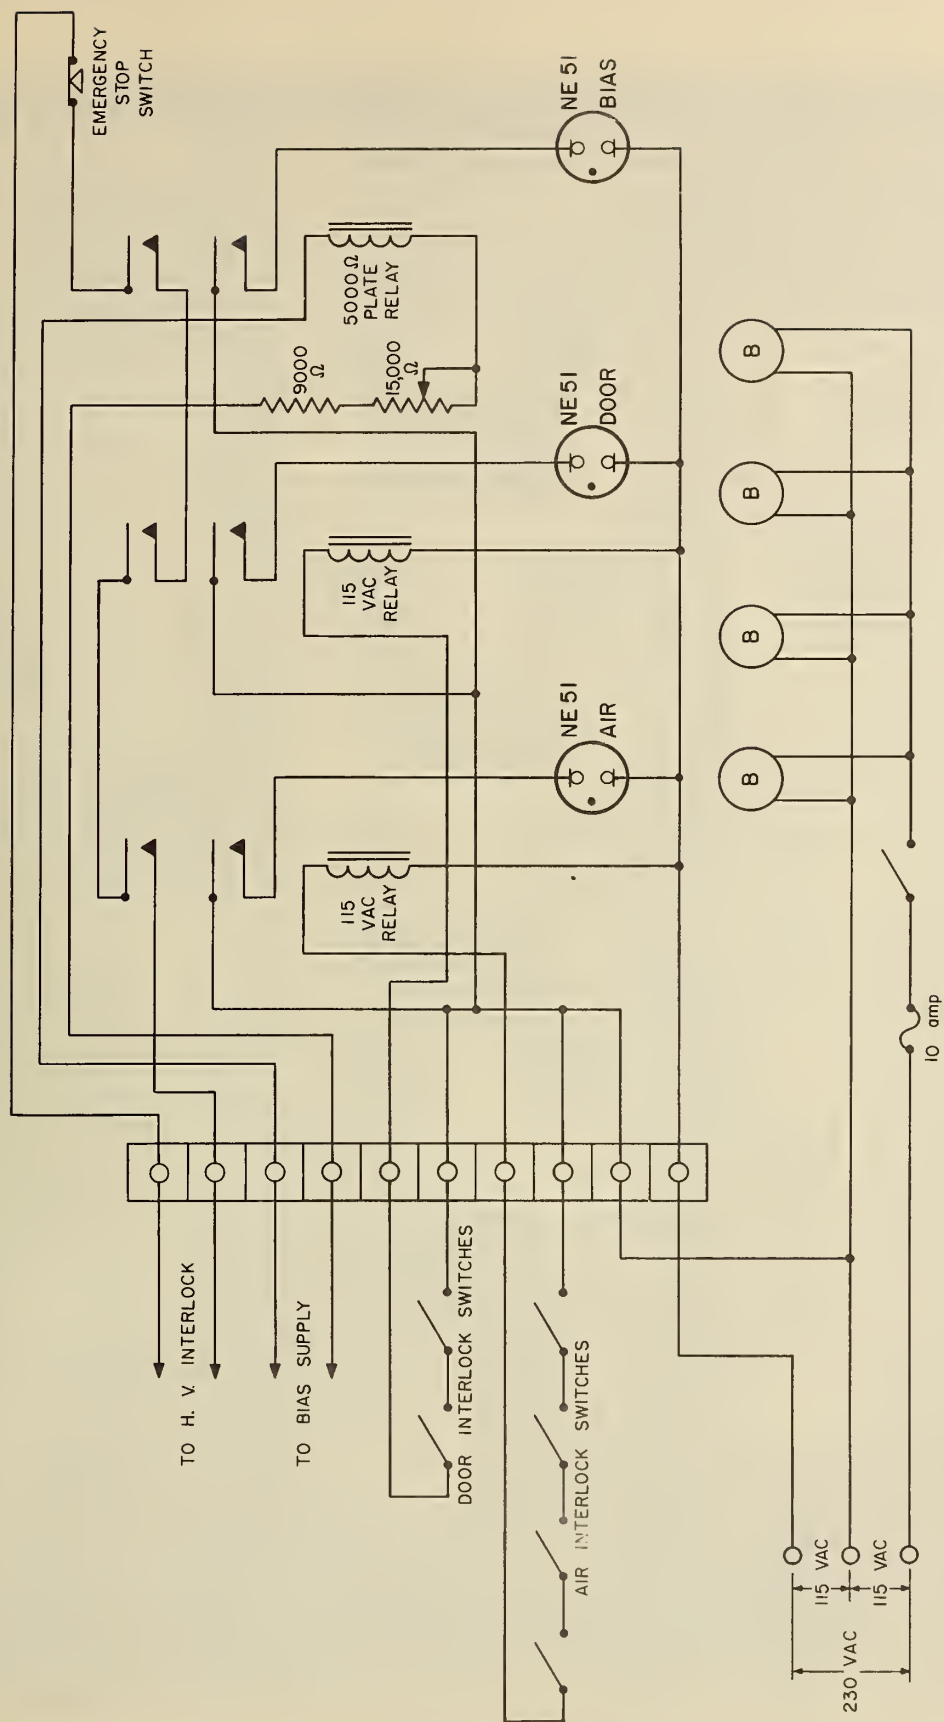 EMERGENCY
STOP
SWITCH
NE 51
BIAS
5000 Ω
PLATE
RELAY
9000
Ω
15,000
Ω
NE 51
DOOR
115
VAC
RELAY
NE 51
AIR
115
VAC
RELAY
B
B
B
B
10 amp
TO H. V. INTERLOCK
TO BIAS SUPPLY
DOOR INTERLOCK SWITCHES
AIR INTERLOCK SWITCHES
115 VAC
115 VAC
230 VAC